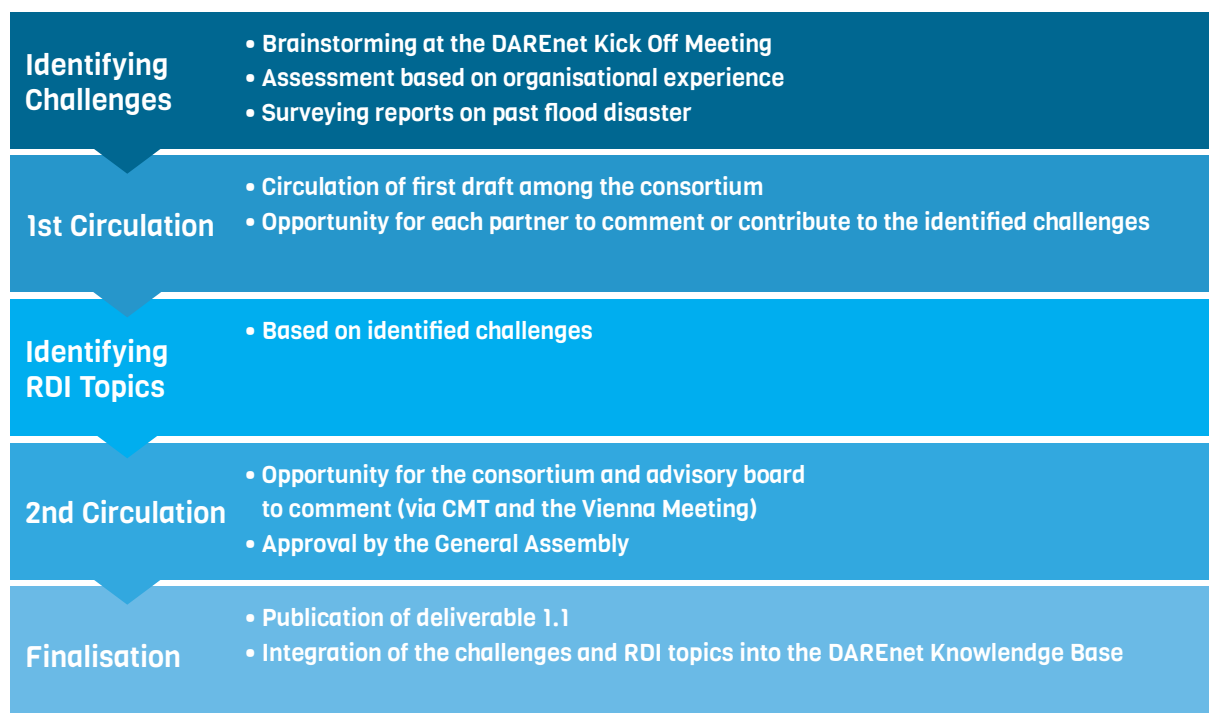 Identifying
Challenges
• Brainstorming at the DAREnet Kick Off Meeting
• Assessment based on organisational experience
• Surveying reports on past flood disaster
1st Circulation
• Circulation of first draft among the consortium
• Opportunity for each partner to comment or contribute to the identified challenges
Identifying
RDI Topics
• Based on identified challenges
2nd Circulation
• Opportunity for the consortium and advisory board
to comment (via CMT and the Vienna Meeting)
• Approval by the General Assembly
Finalisation
• Publication of deliverable 1.1
• Integration of the challenges and RDI topics into the DAREnet Knowlendge Base